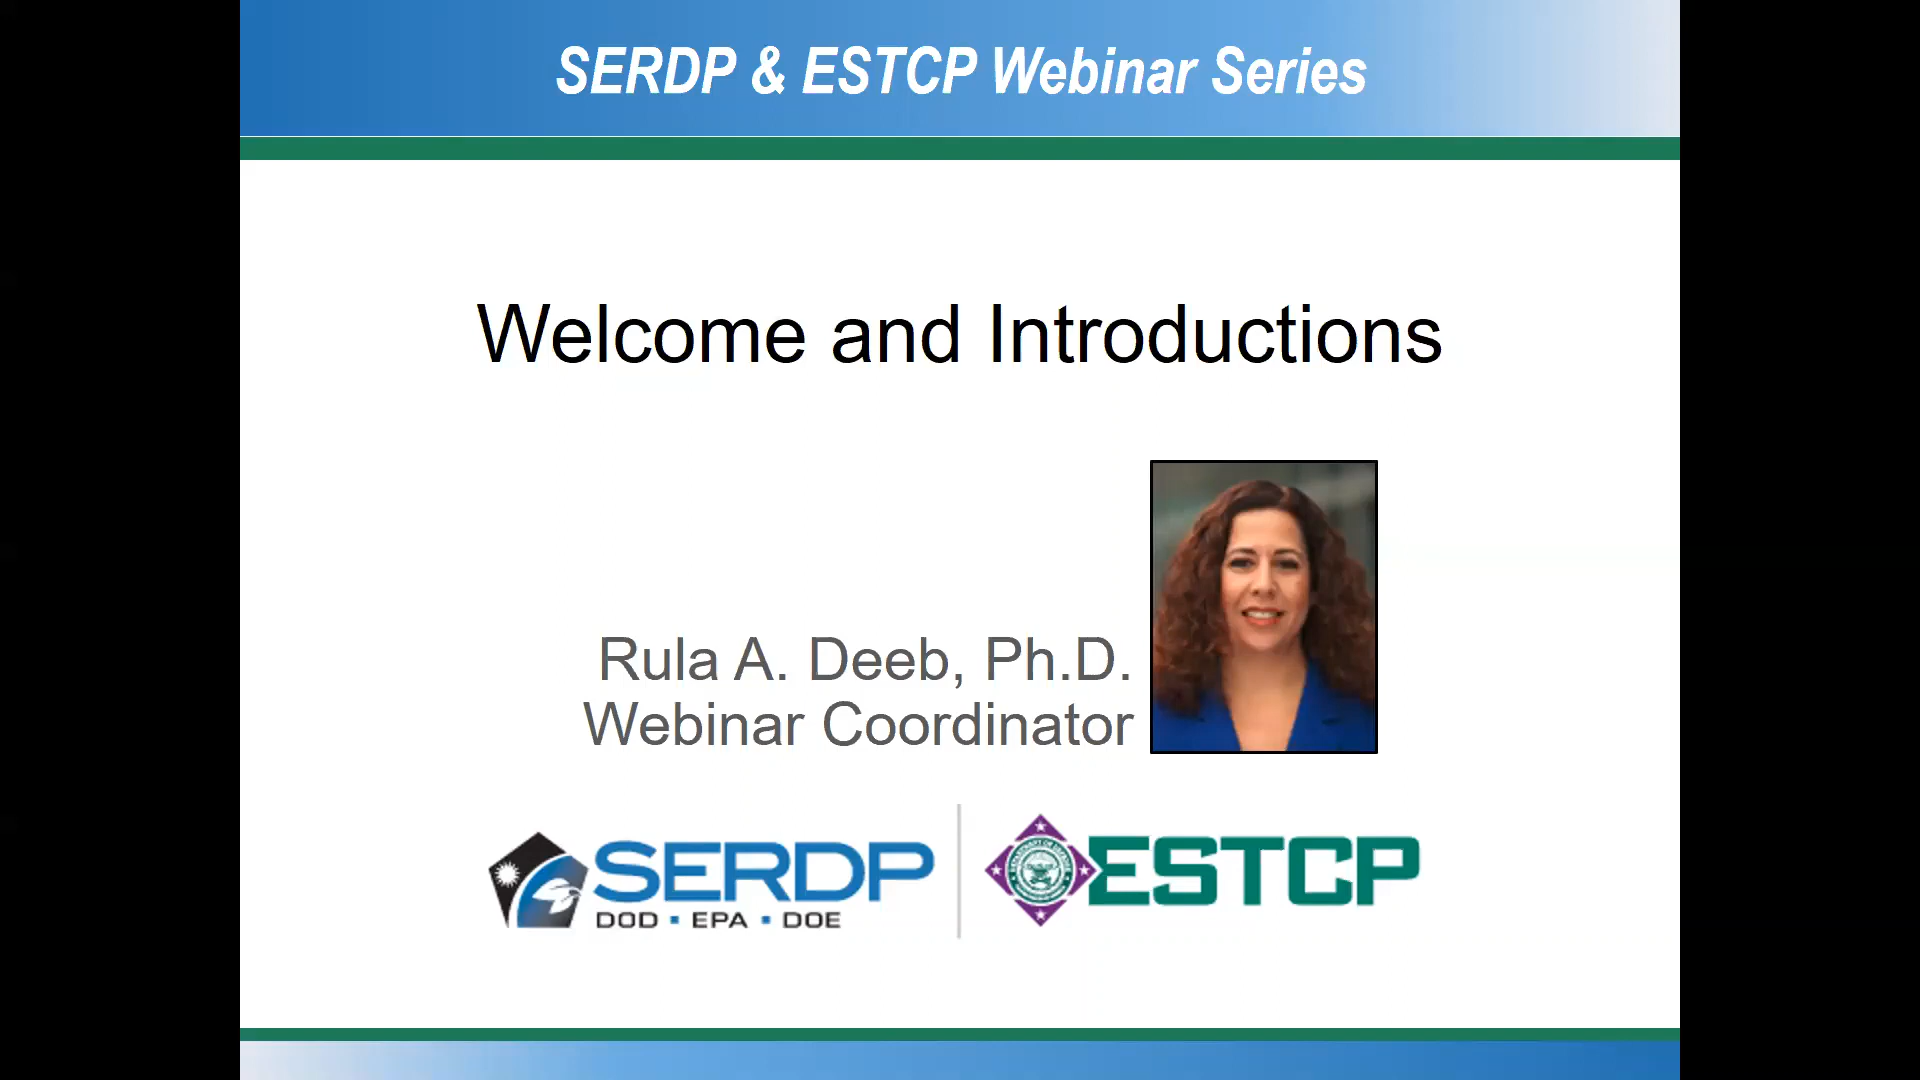 SERDP & ESTCP Webinar Series
Welcome and Introductions
Rula A. Deeb, Ph.D.
Webinar Coordinator
SERDP
DOD ▪ EPA ▪ DOE
ESTCP